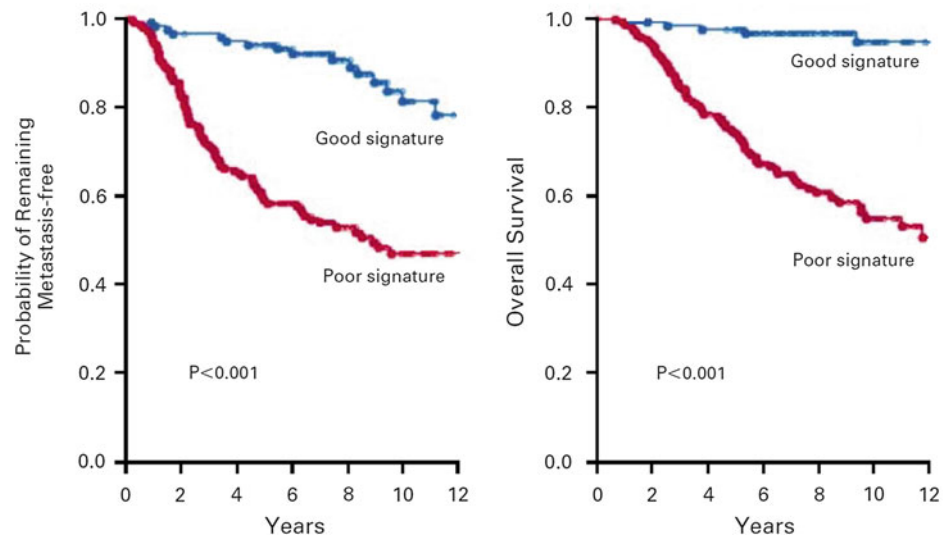 Probability of Remaining
Metastasis-free
1.0
0.8
0.6
0.4
0.2
0.0
Good signature
Poor signature
P<0.001
0 2 4 6 8 10 12
Years
Overall Survival
1.0
0.8
0.6
0.4
0.2
0.0
Good signature
Poor signature
P<0.001
0 2 4 6 8 10 12
Years